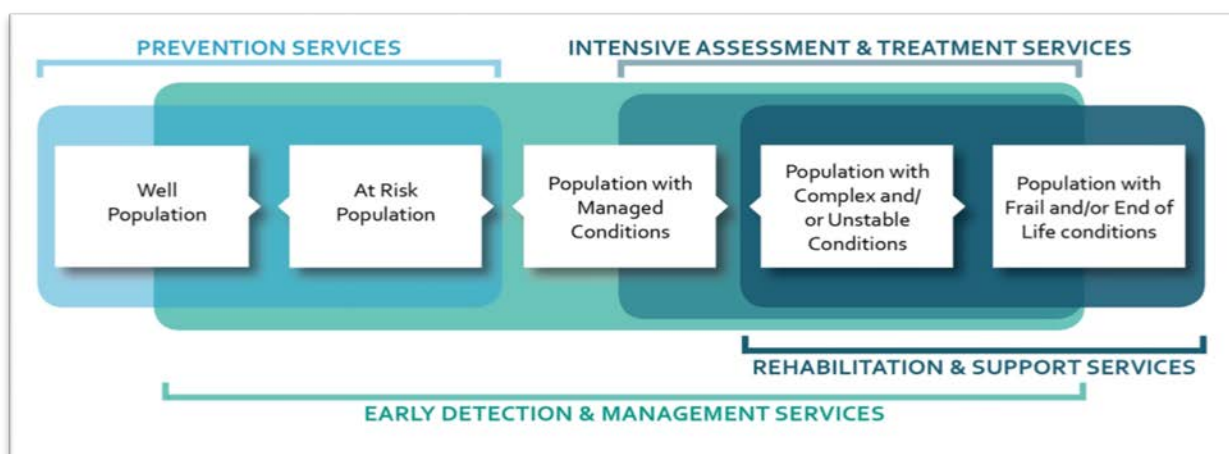 PREVENTION SERVICES
INTENSIVE ASSESSMENT & TREATMENT SERVICES
Well
Population
At Risk
Population
Population with
Managed
Conditions
Population with
Complex and/
or Unstable
Conditions
Population with
Frail and/or End of
Life conditions
REHABILITATION & SUPPORT SERVICES
EARLY DETECTION & MANAGEMENT SERVICES